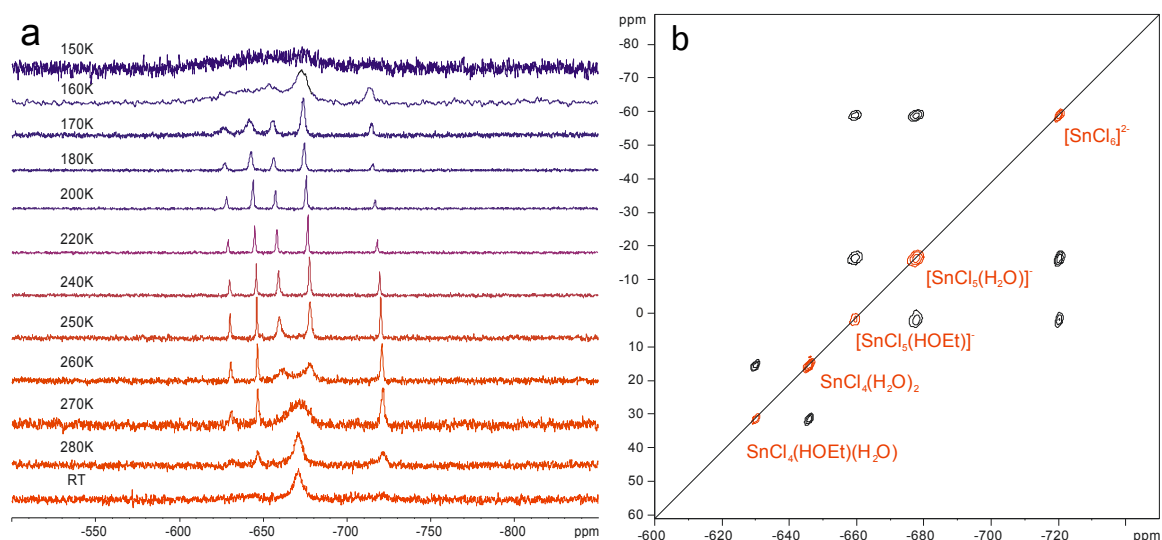 a
150K
160K
170K
180K
200K
220K
240K
250K
260K
270K
280K
RT
-550 -600 -650 -700 -750 -800 ppm
b
ppm
-80
-70
-60
-50
-40
-30
-20
-10
0
10
20
30
40
50
60
[SnCl₆]²⁻
[SnCl₅(H₂O)]⁻
[SnCl₅(HOEt)]⁻
SnCl₄(H₂O)₂
SnCl₄(HOEt)(H₂O)
-600 -620 -640 -660 -680 -700 -720 ppm